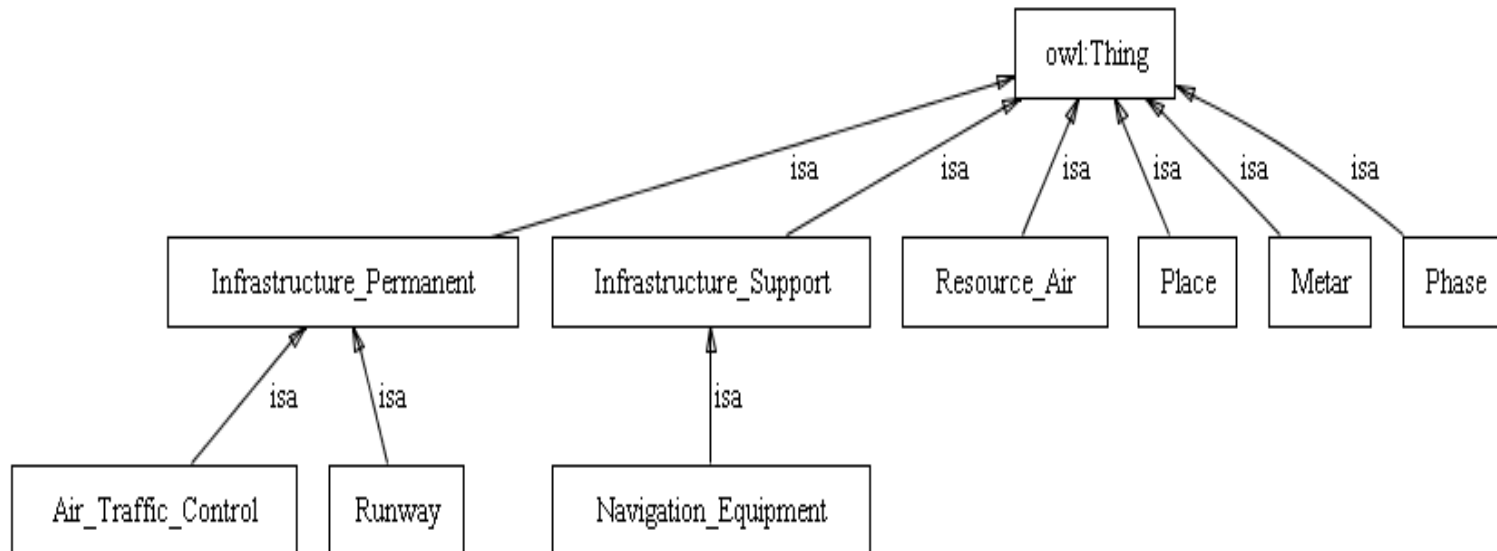 owl:Thing
isa
isa
isa
isa
isa
isa
Infrastructure_Permanent
Infrastructure_Support
Resource_Air
Place
Metar
Phase
isa
isa
isa
Air_Traffic_Control
Runway
Navigation_Equipment